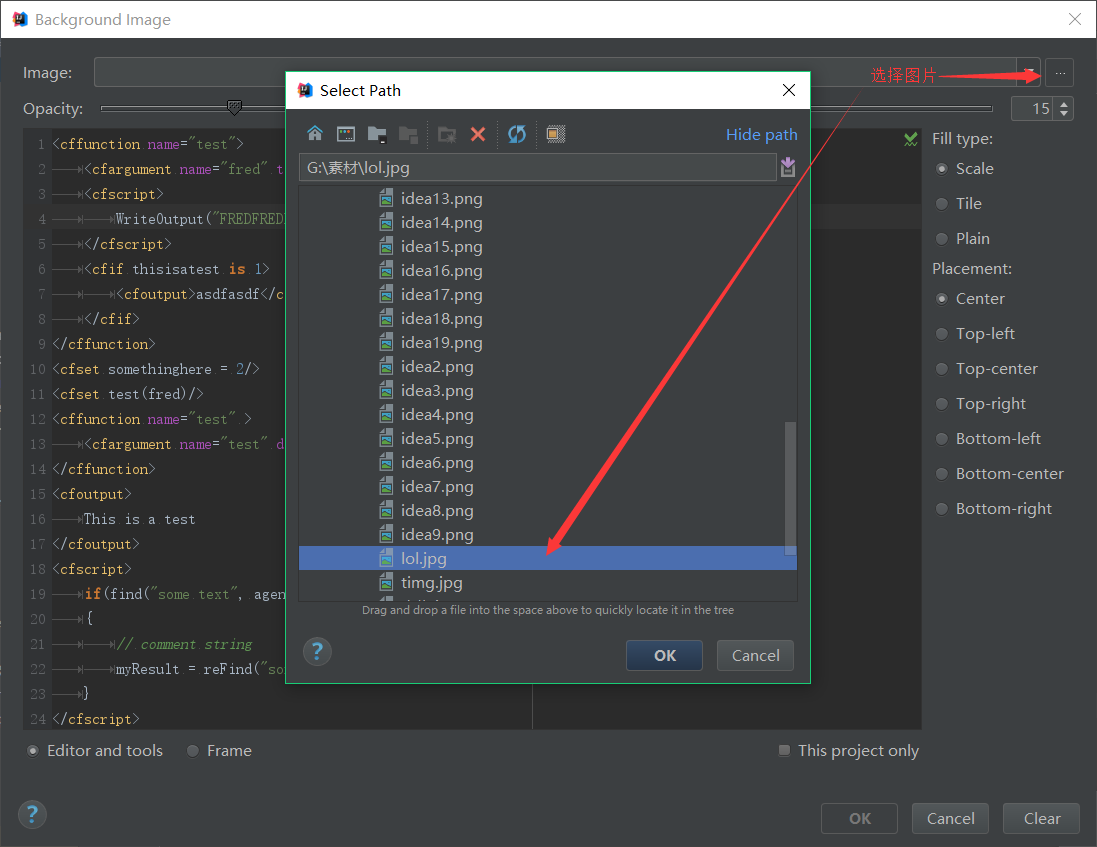 Background Image
Image:
选择图片
...
Opacity:
15
1 <cffunction name="test">
2 <cfargument name="fred" t
3 <cfscript>
4 WriteOutput("FREDFRED
5 </cfscript>
6 <cfif thisisatest is 1>
7 <cfoutput>asdfasdf</c
8 </cfif>
9 </cffunction>
10 <cfset somethinghere = 2/>
11 <cfset test(fred)/>
12 <cffunction name="test" >
13 <cfargument name="test" d
14 </cffunction>
15 <cfoutput>
16 This is a test
17 </cfoutput>
18 <cfscript>
19 if(find("some text", agen
20 {
21 // comment string
22 myResult = reFind("so
23 }
24 </cfscript>
Select Path
Hide path
G:\素材\lol.jpg
idea13.png
idea14.png
idea15.png
idea16.png
idea17.png
idea18.png
idea19.png
idea2.png
idea3.png
idea4.png
idea5.png
idea6.png
idea7.png
idea8.png
idea9.png
lol.jpg
timg.jpg
Drag and drop a file into the space above to quickly locate it in the tree
?
OK
Cancel
Fill type:
Scale
Tile
Plain
Placement:
Center
Top-left
Top-center
Top-right
Bottom-left
Bottom-center
Bottom-right
Editor and tools
Frame
This project only
?
OK
Cancel
Clear